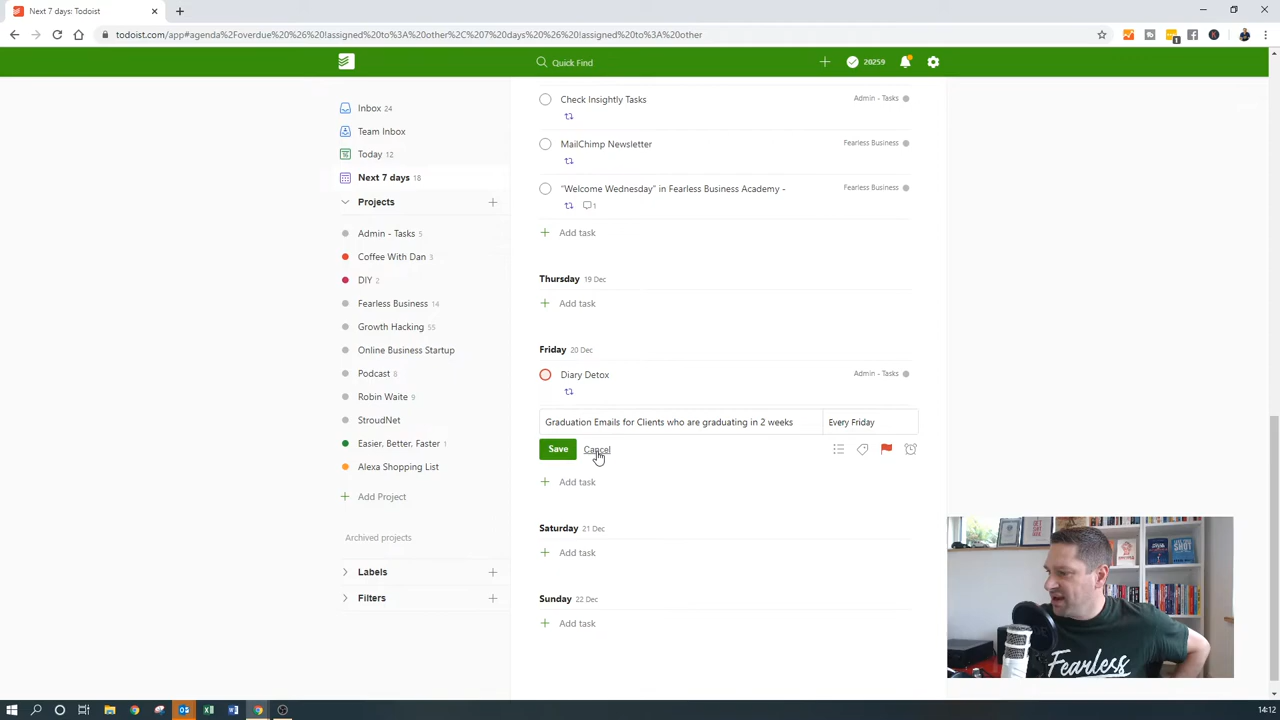 Next 7 days: Todoist
todoist.com/app#agenda%2Foverdue%20%26%20!assigned to%3A%20other%2C%207%20days%20%26%20!assigned to%3A%20other
1
Quick Find
20259
Inbox 24
Team Inbox
Today 12
Next 7 days 18
Projects
Admin - Tasks 5
Coffee With Dan 3
DIY 2
Fearless Business 14
Growth Hacking 55
Online Business Startup
Podcast 8
Robin Waite 9
StroudNet
Easier, Better, Faster 1
Alexa Shopping List
Add Project
Archived projects
Labels
Filters
Check Insightly Tasks Admin - Tasks
MailChimp Newsletter Fearless Business
"Welcome Wednesday" in Fearless Business Academy - Fearless Business
1
Add task
Thursday 19 Dec
Add task
Friday 20 Dec
Diary Detox Admin - Tasks
Graduation Emails for Clients who are graduating in 2 weeks Every Friday
Save Cancel
Add task
Saturday 21 Dec
Add task
Sunday 22 Dec
Add task
Fearless
14:12